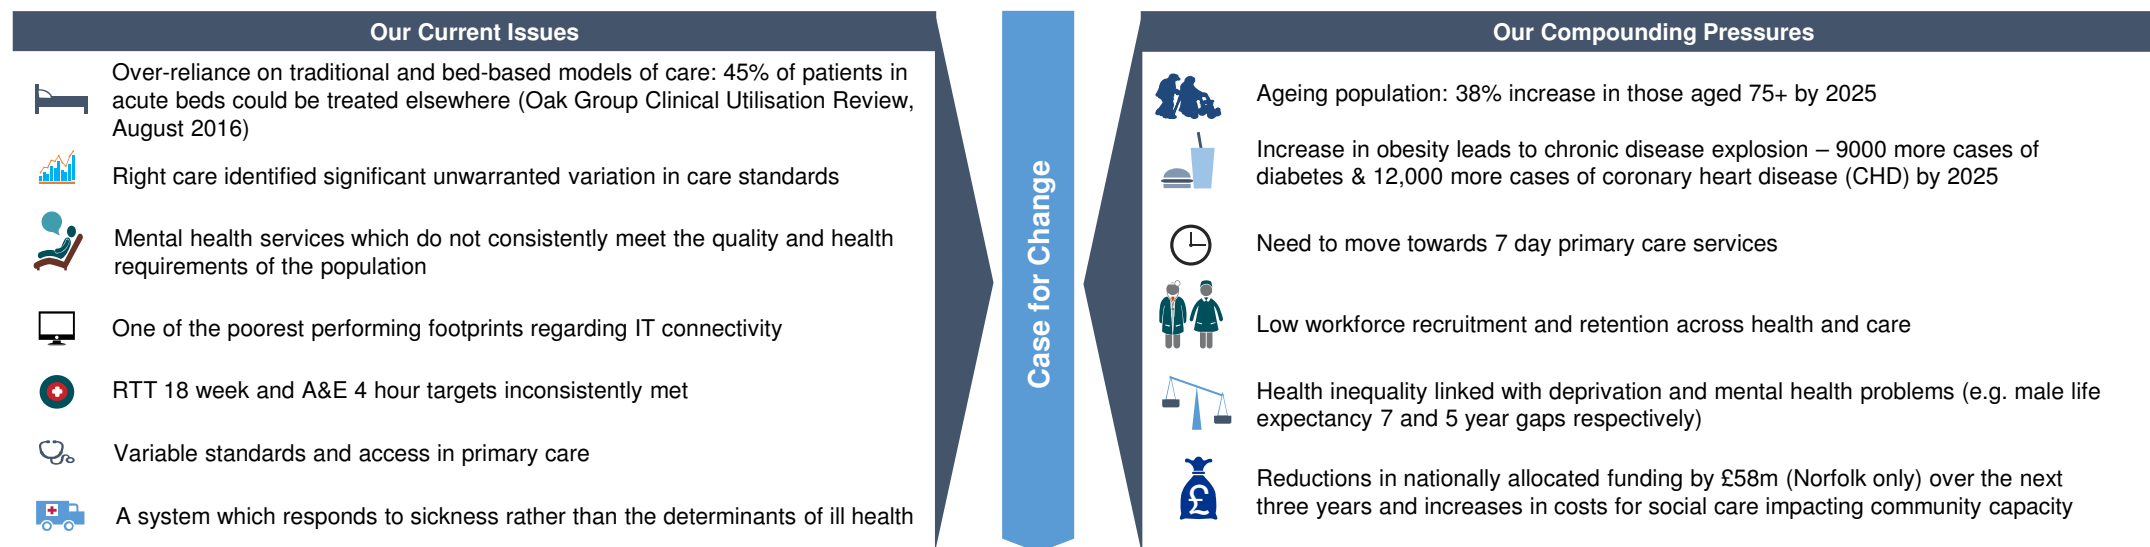 Our Current Issues
Over-reliance on traditional and bed-based models of care: 45% of patients in
acute beds could be treated elsewhere (Oak Group Clinical Utilisation Review,
August 2016)
Right care identified significant unwarranted variation in care standards
Mental health services which do not consistently meet the quality and health
requirements of the population
One of the poorest performing footprints regarding IT connectivity
RTT 18 week and A&E 4 hour targets inconsistently met
Variable standards and access in primary care
A system which responds to sickness rather than the determinants of ill health
Case for Change
Our Compounding Pressures
Ageing population: 38% increase in those aged 75+ by 2025
Increase in obesity leads to chronic disease explosion – 9000 more cases of
diabetes & 12,000 more cases of coronary heart disease (CHD) by 2025
Need to move towards 7 day primary care services
Low workforce recruitment and retention across health and care
Health inequality linked with deprivation and mental health problems (e.g. male life
expectancy 7 and 5 year gaps respectively)
£
Reductions in nationally allocated funding by £58m (Norfolk only) over the next
three years and increases in costs for social care impacting community capacity